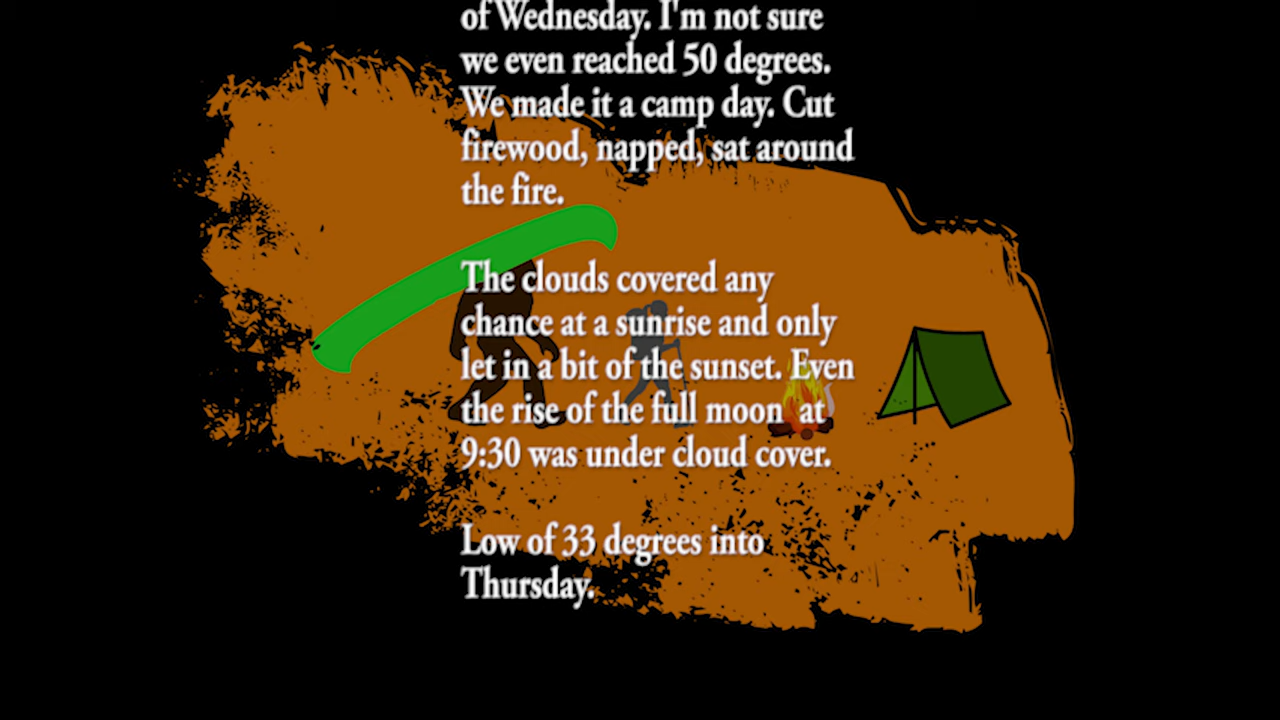 of Wednesday. I'm not sure
we even reached 50 degrees.
We made it a camp day. Cut
firewood, napped, sat around
the fire.
The clouds covered any
chance at a sunrise and only
let in a bit of the sunset. Even
the rise of the full moon  at
9:30 was under cloud cover.
Low of 33 degrees into
Thursday.